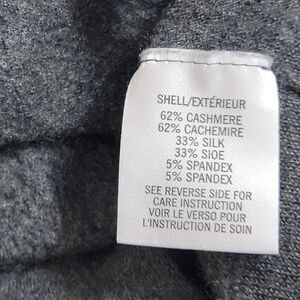 SHELL/EXTÉRIEUR
62% CASHMERE
62% CACHEMIRE
33% SILK
33% SIOE
5% SPANDEX
5% SPANDEX
SEE REVERSE SIDE FOR
CARE INSTRUCTION
VOIR LE VERSO POUR
L'INSTRUCTION DE SOIN